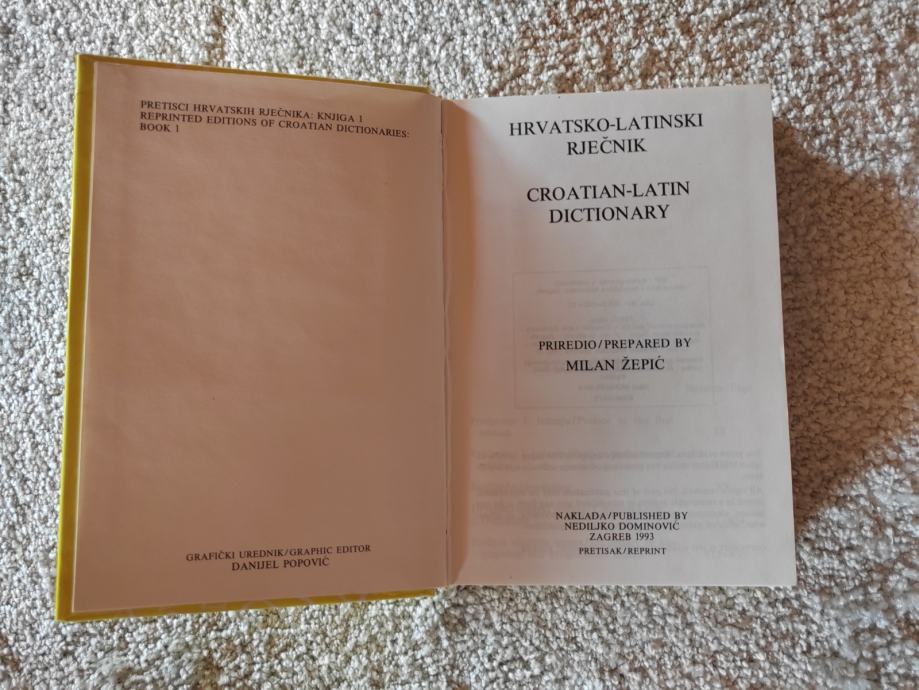 PRETISCI HRVATSKIH RJEČNIKA: KNJIGA 1
REPRINTED EDITIONS OF CROATIAN DICTIONARIES:
BOOK 1
GRAFIČKI UREDNIK/GRAPHIC EDITOR
DANIJEL POPOVIĆ
HRVATSKO-LATINSKI
RJEČNIK
CROATIAN-LATIN
DICTIONARY
PRIREDIO/PREPARED BY
MILAN ŽEPIĆ
NAKLADA/PUBLISHED BY
NEDILJKO DOMINOVIĆ
ZAGREB 1993
PRETISAK/REPRINT